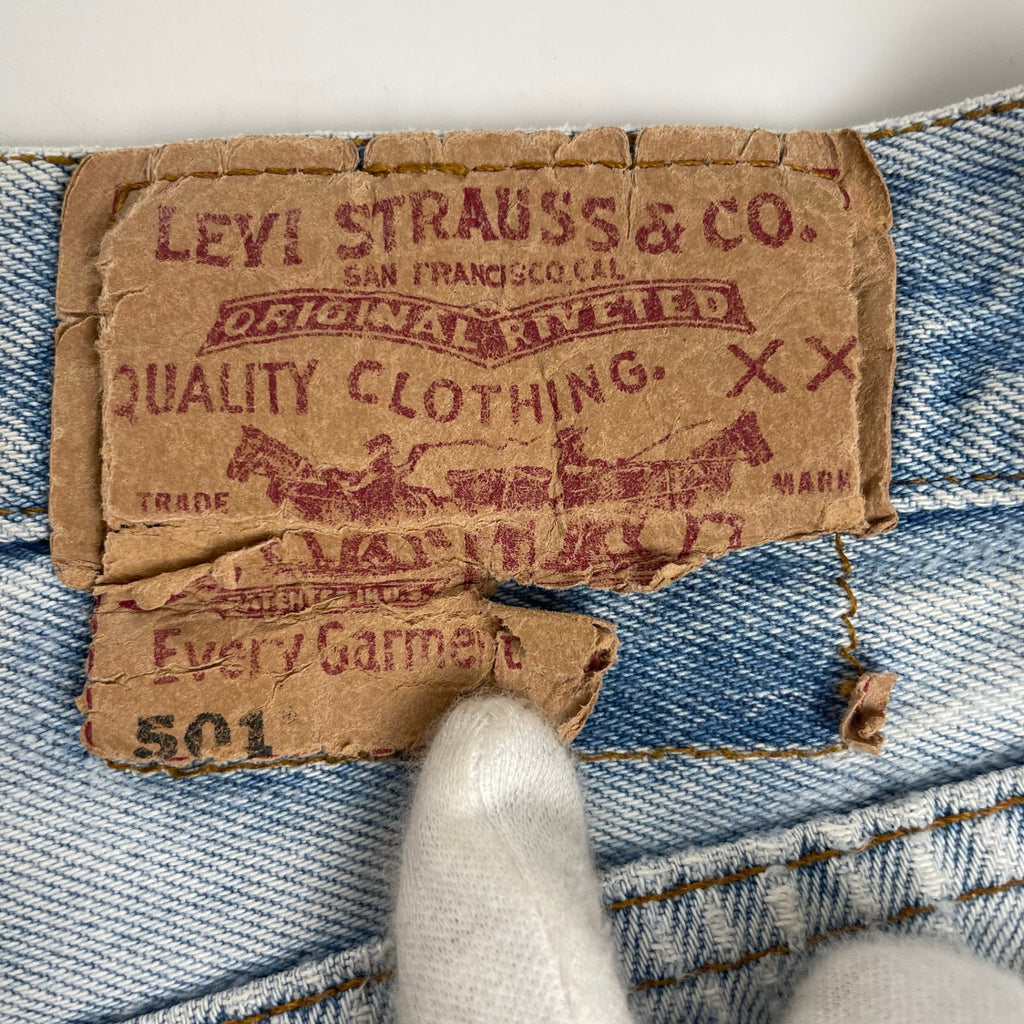 LEVI STRAUSS & CO.
SAN FRANCISCO, CAL
ORIGINAL RIVETED
QUALITY CLOTHING. XX
TRADE MARK
Every Garment
501